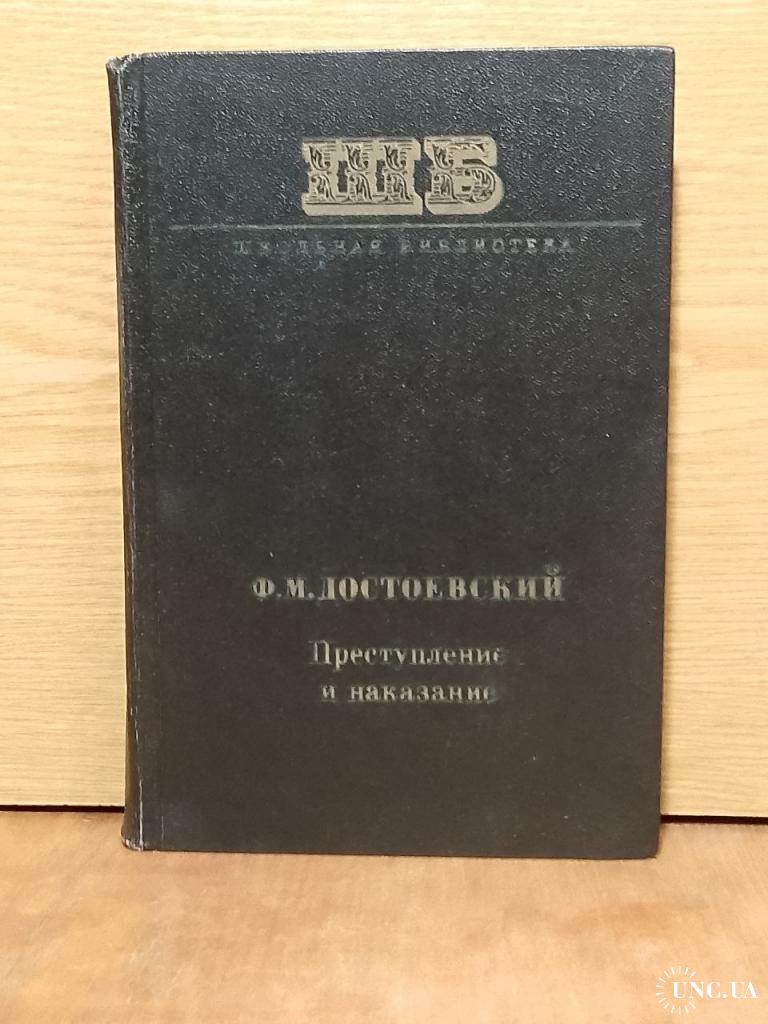 ШБ
ШКОЛЬНАЯ БИБЛИОТЕКА
Ф.М.ДОСТОЕВСКИЙ
Преступление
и наказание
UNC.UA